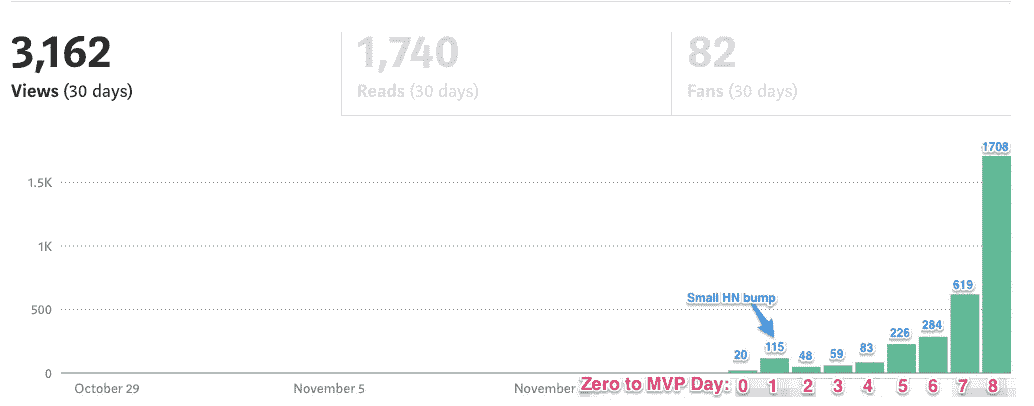 3,162
Views (30 days)
1,740
Reads (30 days)
82
Fans (30 days)
1708
1.5K
1K
Small HN bump
619
500
20
115
48
59
83
226
284
0
October 29
November 5
November
Zero to MVP Day: 0 1 2 3 4 5 6 7 8